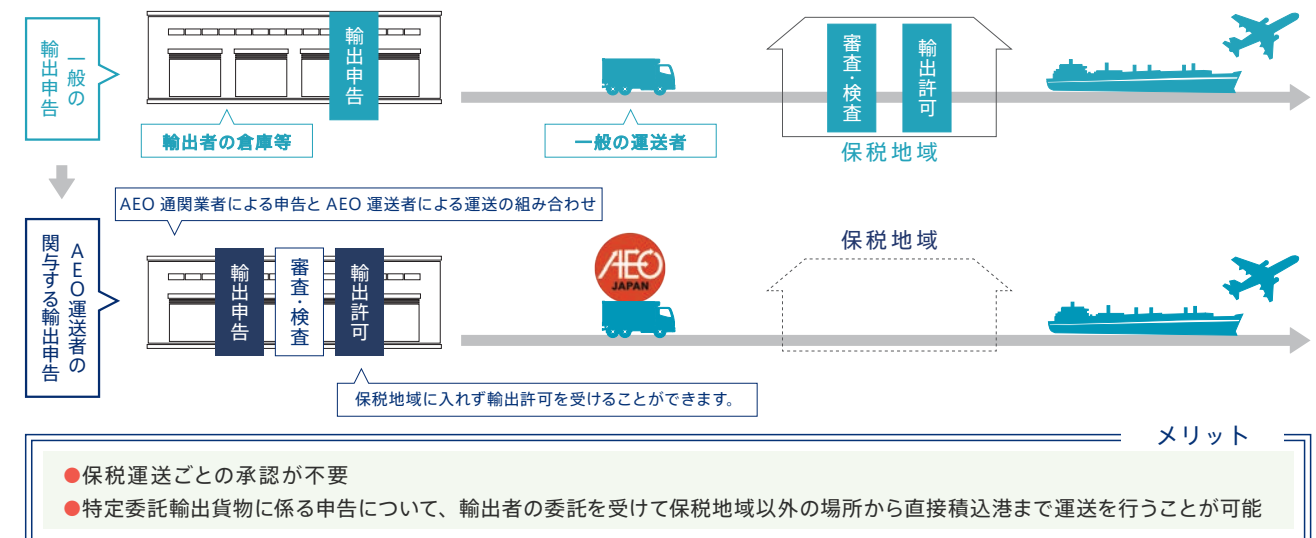 一般の
輸出申告
輸出申告
輸出者の倉庫等
一般の運送者
審査・検査
輸出許可
保税地域
AEO運送者の
関与する輸出申告
AEO 通関業者による申告と AEO 運送者による運送の組み合わせ
輸出申告
審査・検査
輸出許可
保税地域に入れず輸出許可を受けることができます。
AEO
JAPAN
保税地域
メリット
●保税運送ごとの承認が不要
●特定委託輸出貨物に係る申告について、輸出者の委託を受けて保税地域以外の場所から直接積込港まで運送を行うことが可能